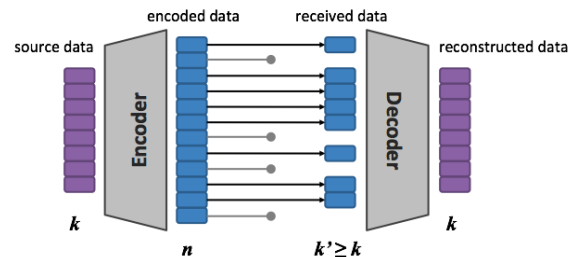 encoded data
received data
source data
reconstructed data
Encoder
Decoder
k
n
k’≥ k
k